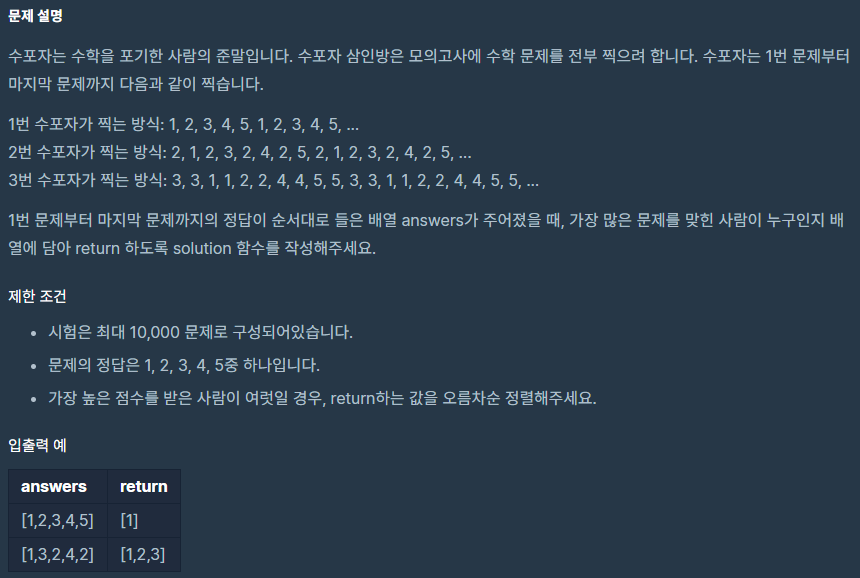 문제 설명
수포자는 수학을 포기한 사람의 준말입니다. 수포자 삼인방은 모의고사에 수학 문제를 전부 찍으려 합니다. 수포자는 1번 문제부터
마지막 문제까지 다음과 같이 찍습니다.
1번 수포자가 찍는 방식: 1, 2, 3, 4, 5, 1, 2, 3, 4, 5, ...
2번 수포자가 찍는 방식: 2, 1, 2, 3, 2, 4, 2, 5, 2, 1, 2, 3, 2, 4, 2, 5, ...
3번 수포자가 찍는 방식: 3, 3, 1, 1, 2, 2, 4, 4, 5, 5, 3, 3, 1, 1, 2, 2, 4, 4, 5, 5, ...
1번 문제부터 마지막 문제까지의 정답이 순서대로 들은 배열 answers가 주어졌을 때, 가장 많은 문제를 맞힌 사람이 누구인지 배
열에 담아 return 하도록 solution 함수를 작성해주세요.
제한 조건
• 시험은 최대 10,000 문제로 구성되어있습니다.
• 문제의 정답은 1, 2, 3, 4, 5중 하나입니다.
• 가장 높은 점수를 받은 사람이 여럿일 경우, return하는 값을 오름차순 정렬해주세요.
입출력 예
answers return
[1,2,3,4,5] [1]
[1,3,2,4,2] [1,2,3]